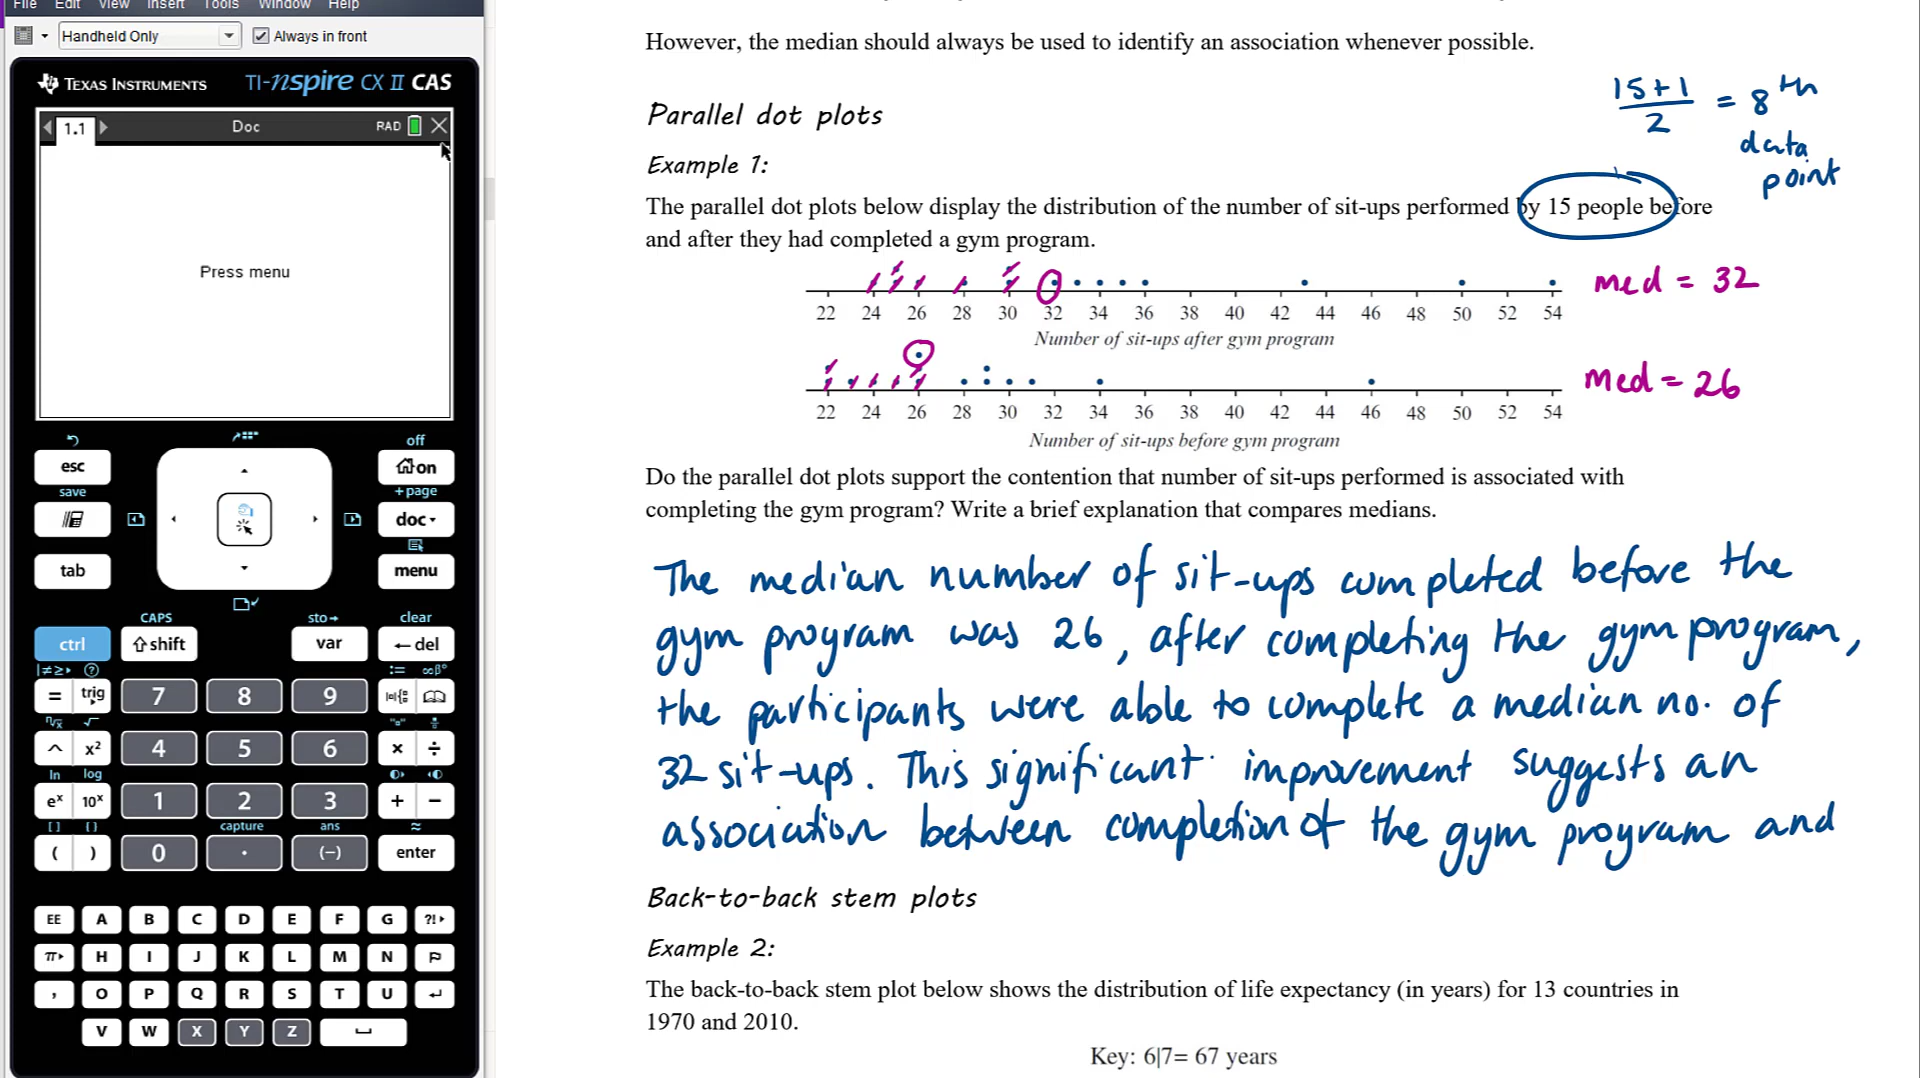 File Edit View Insert Tools Window Help
Handheld Only Always in front
TEXAS INSTRUMENTS TI-nspire CX II CAS
1.1 Doc RAD
Press menu
off
esc on
save +page
doc
tab menu
CAPS sto→ clear
ctrl shift var ←del
= trig 7 8 9
^ x² 4 5 6 × ÷
ln log
eˣ 10ˣ 1 2 3 + −
[ ] { } capture ans ≈
( ) 0 . (−) enter
EE A B C D E F G ?!▸
π▸ H I J K L M N
, O P Q R S T U ↵
V W X Y Z
However, the median should always be used to identify an association whenever possible.
Parallel dot plots
15+1
2
= 8th
data
point
Example 1:
The parallel dot plots below display the distribution of the number of sit-ups performed by 15 people before
and after they had completed a gym program.
med = 32
22 24 26 28 30 32 34 36 38 40 42 44 46 48 50 52 54
Number of sit-ups after gym program
med = 26
22 24 26 28 30 32 34 36 38 40 42 44 46 48 50 52 54
Number of sit-ups before gym program
Do the parallel dot plots support the contention that number of sit-ups performed is associated with
completing the gym program? Write a brief explanation that compares medians.
The median number of sit-ups completed before the
gym program was 26, after completing the gym program,
the participants were able to complete a median no. of
32 sit-ups. This significant improvement suggests an
association between completion of the gym program and
Back-to-back stem plots
Example 2:
The back-to-back stem plot below shows the distribution of life expectancy (in years) for 13 countries in
1970 and 2010.
Key: 6|7= 67 years